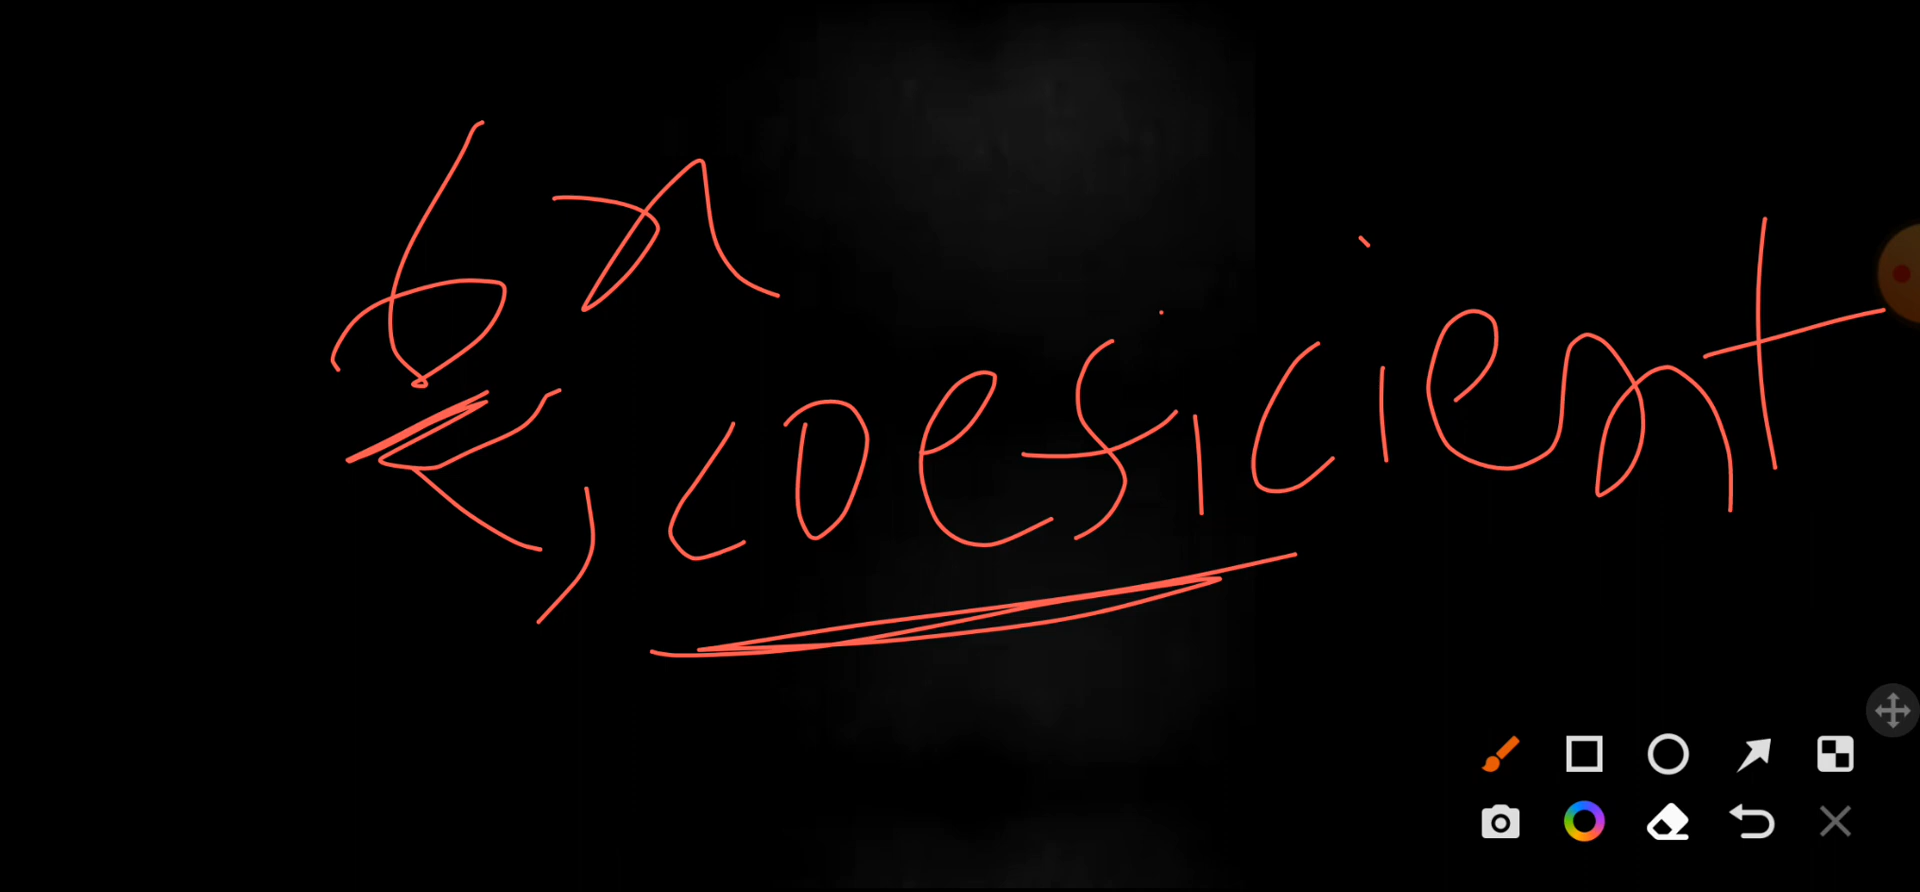 6x
, coeficient